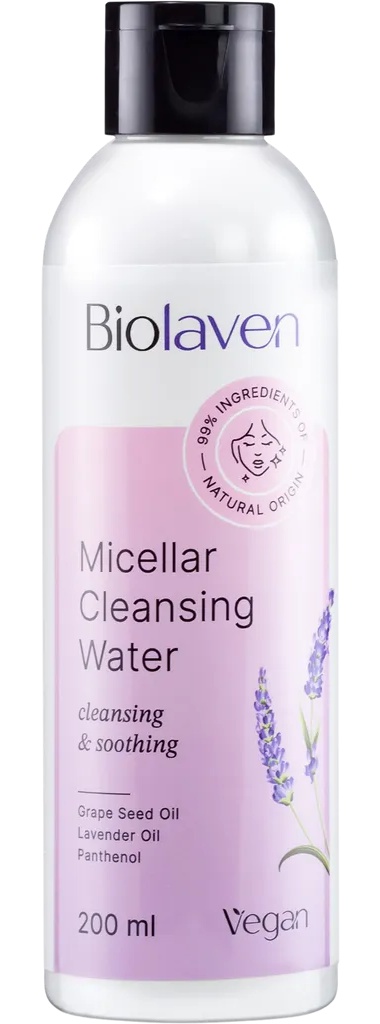 Biolaven
99% INGREDIENTS OF
NATURAL ORIGIN
Micellar
Cleansing
Water
cleansing
& soothing
Grape Seed Oil
Lavender Oil
Panthenol
200 ml
Vegan